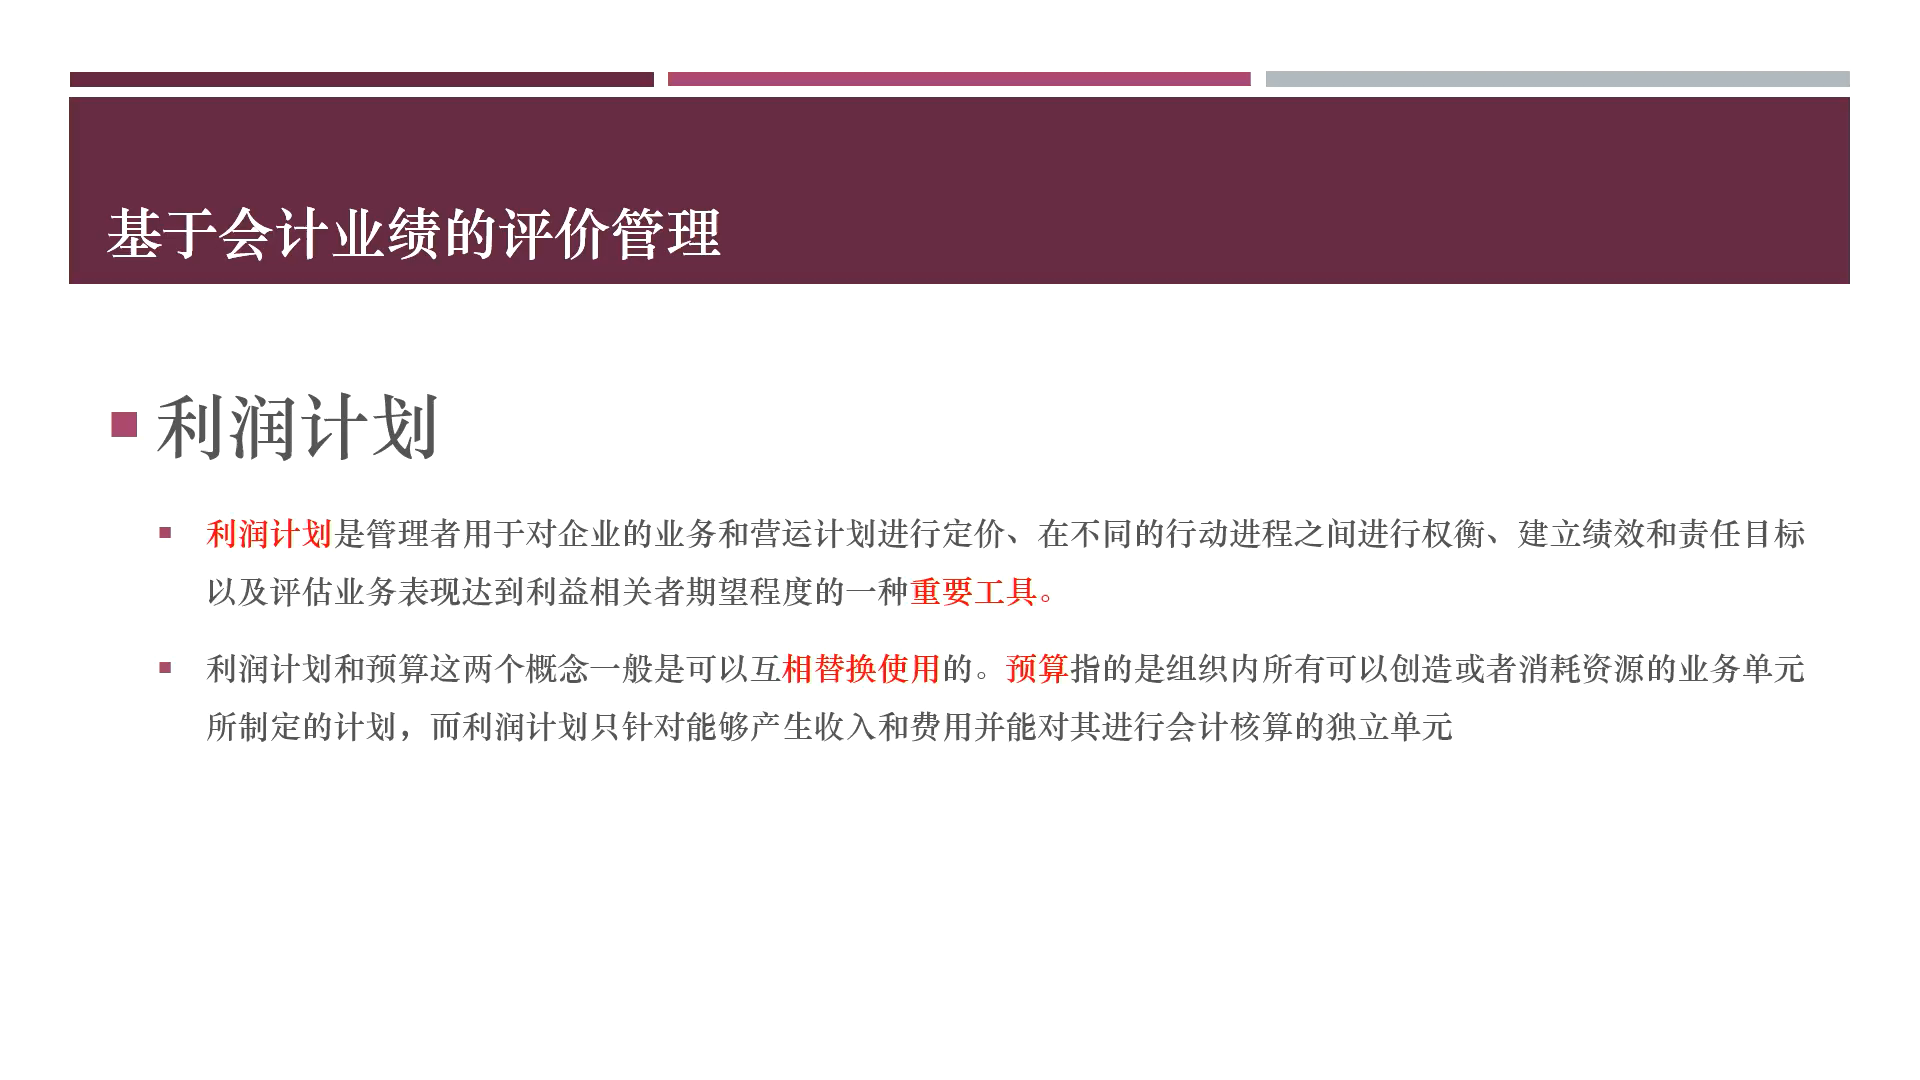 基于会计业绩的评价管理
利润计划
利润计划是管理者用于对企业的业务和营运计划进行定价、在不同的行动进程之间进行权衡、建立绩效和责任目标
以及评估业务表现达到利益相关者期望程度的一种重要工具。
利润计划和预算这两个概念一般是可以互相替换使用的。预算指的是组织内所有可以创造或者消耗资源的业务单元
所制定的计划，而利润计划只针对能够产生收入和费用并能对其进行会计核算的独立单元